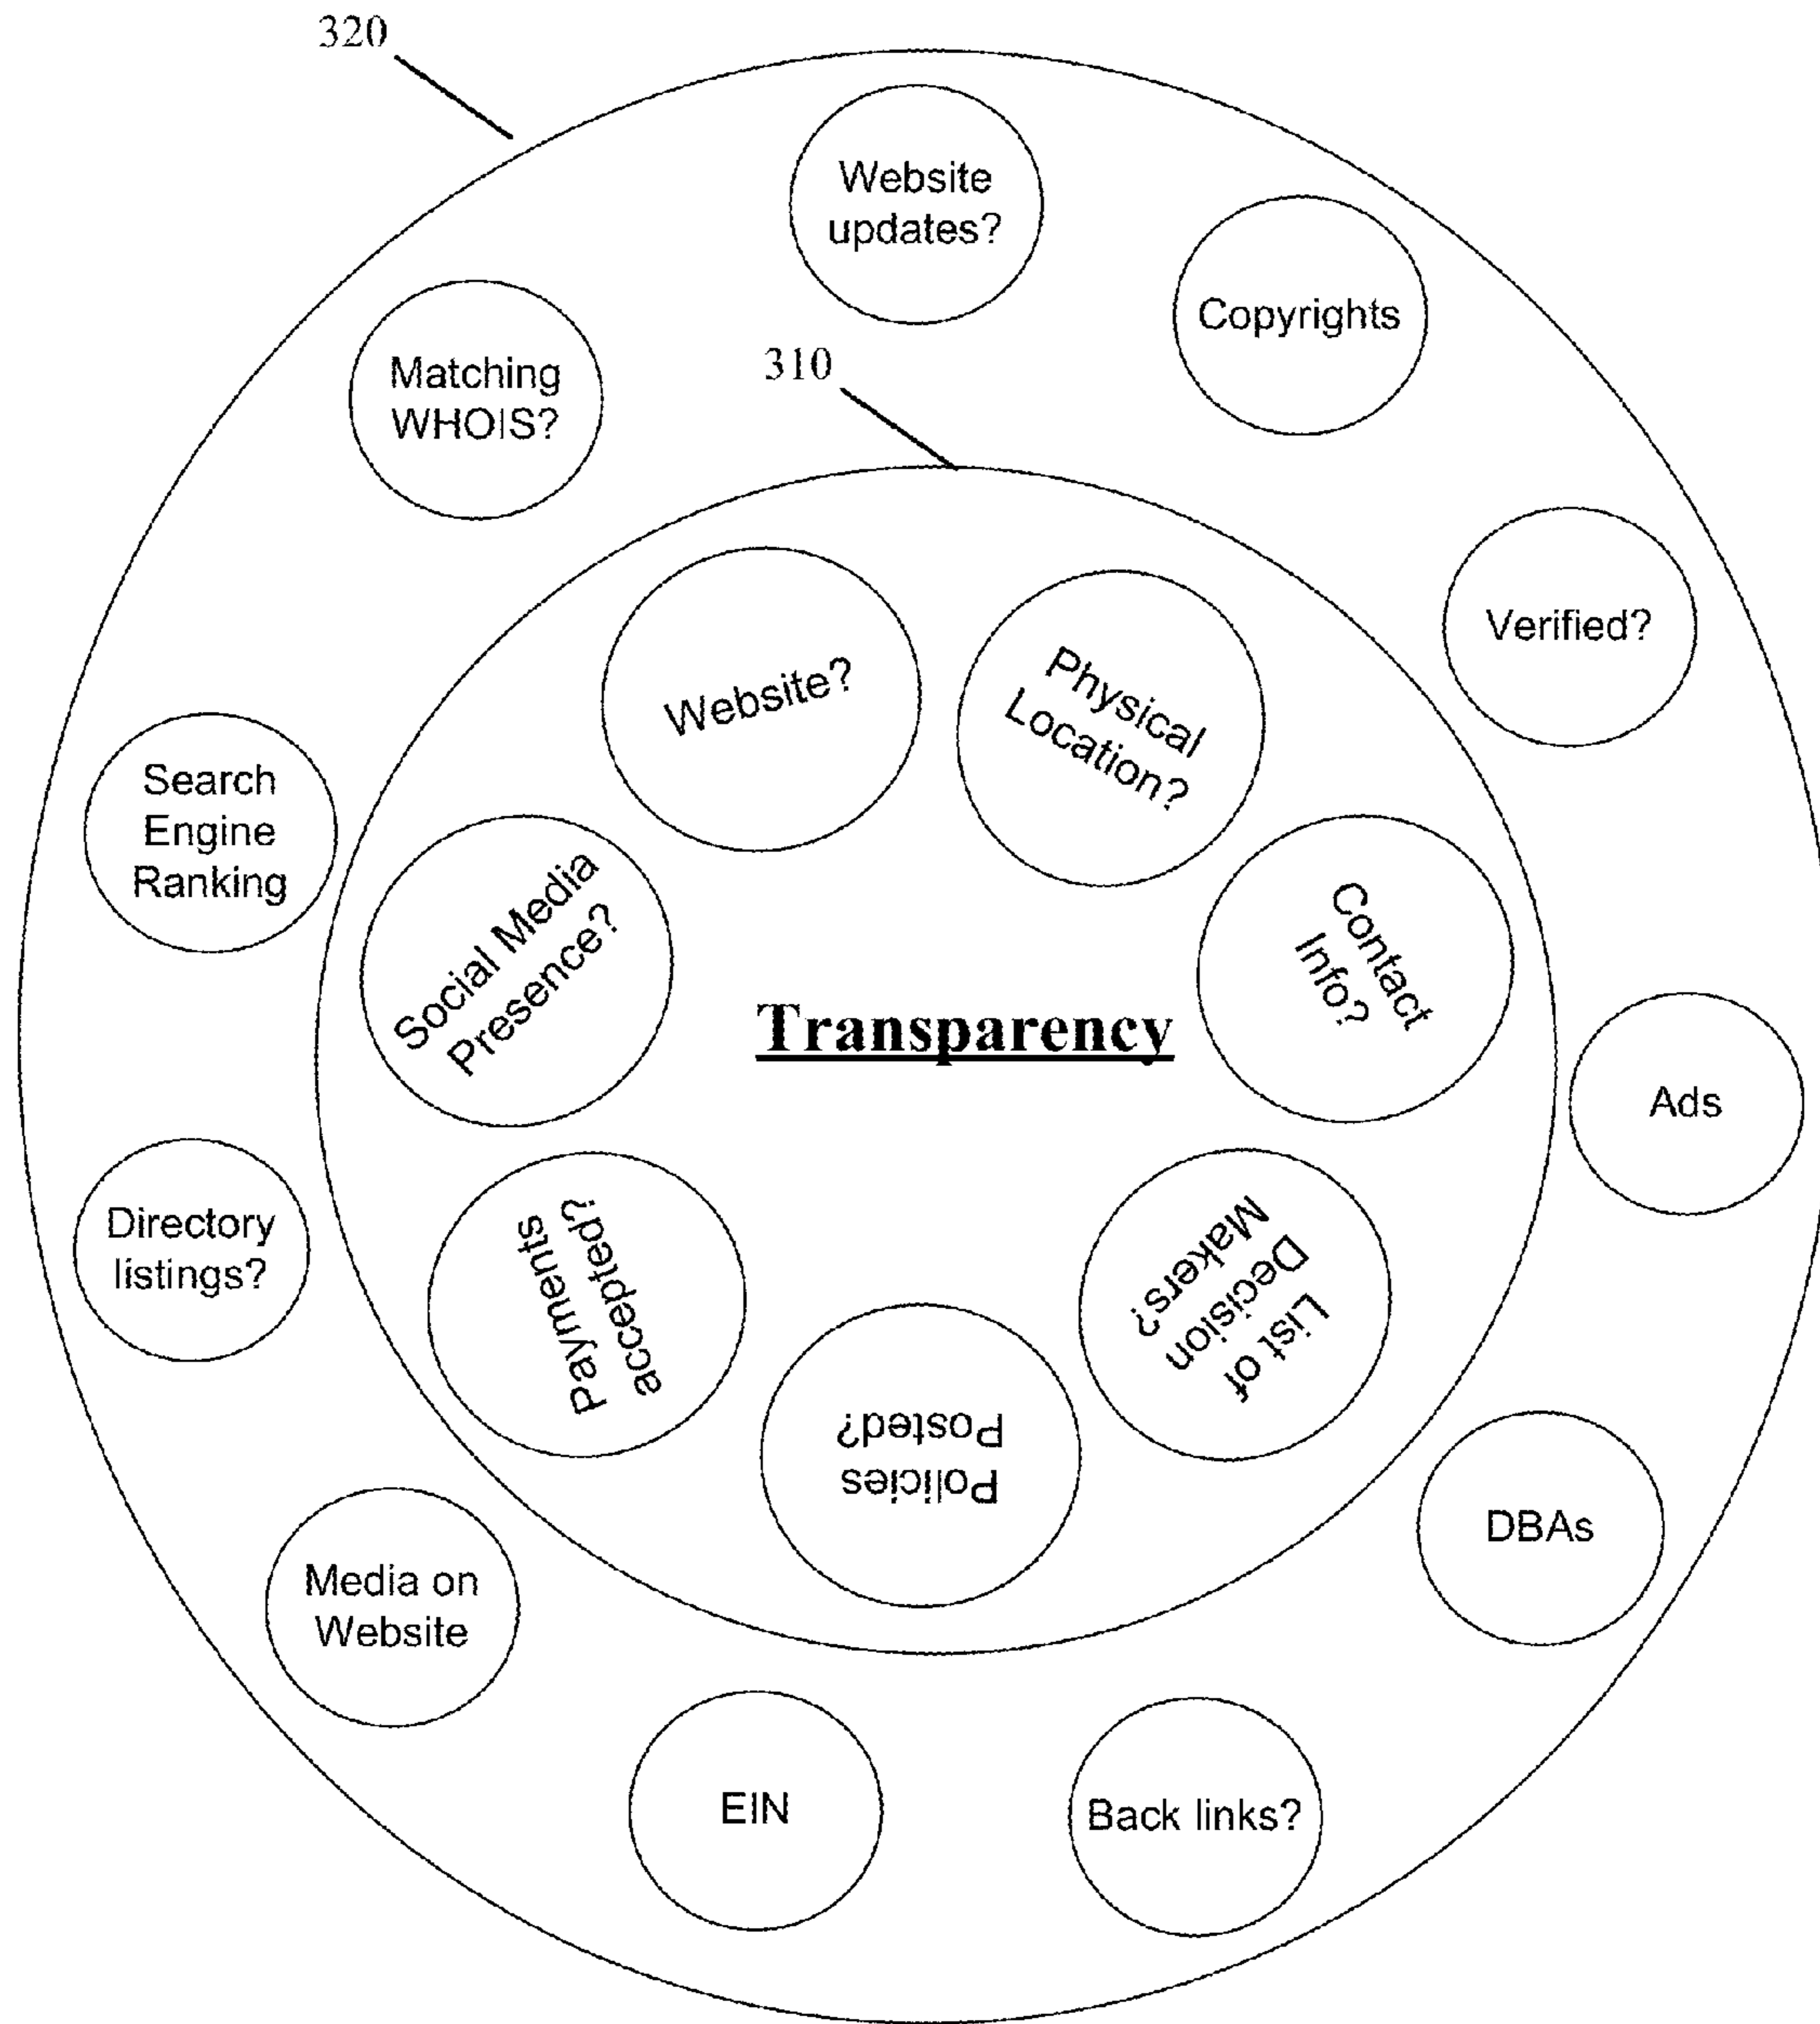 320
Website
updates?
Copyrights
Matching
WHOIS?
310
Verified?
Website?
Physical
Location?
Search
Engine
Ranking
Social Media
Presence?
Contact
Info?
Transparency
Ads
Directory
listings?
Payments
accepted?
List of
Decision
Makers?
Policies
Posted?
DBAs
Media on
Website
EIN
Back links?